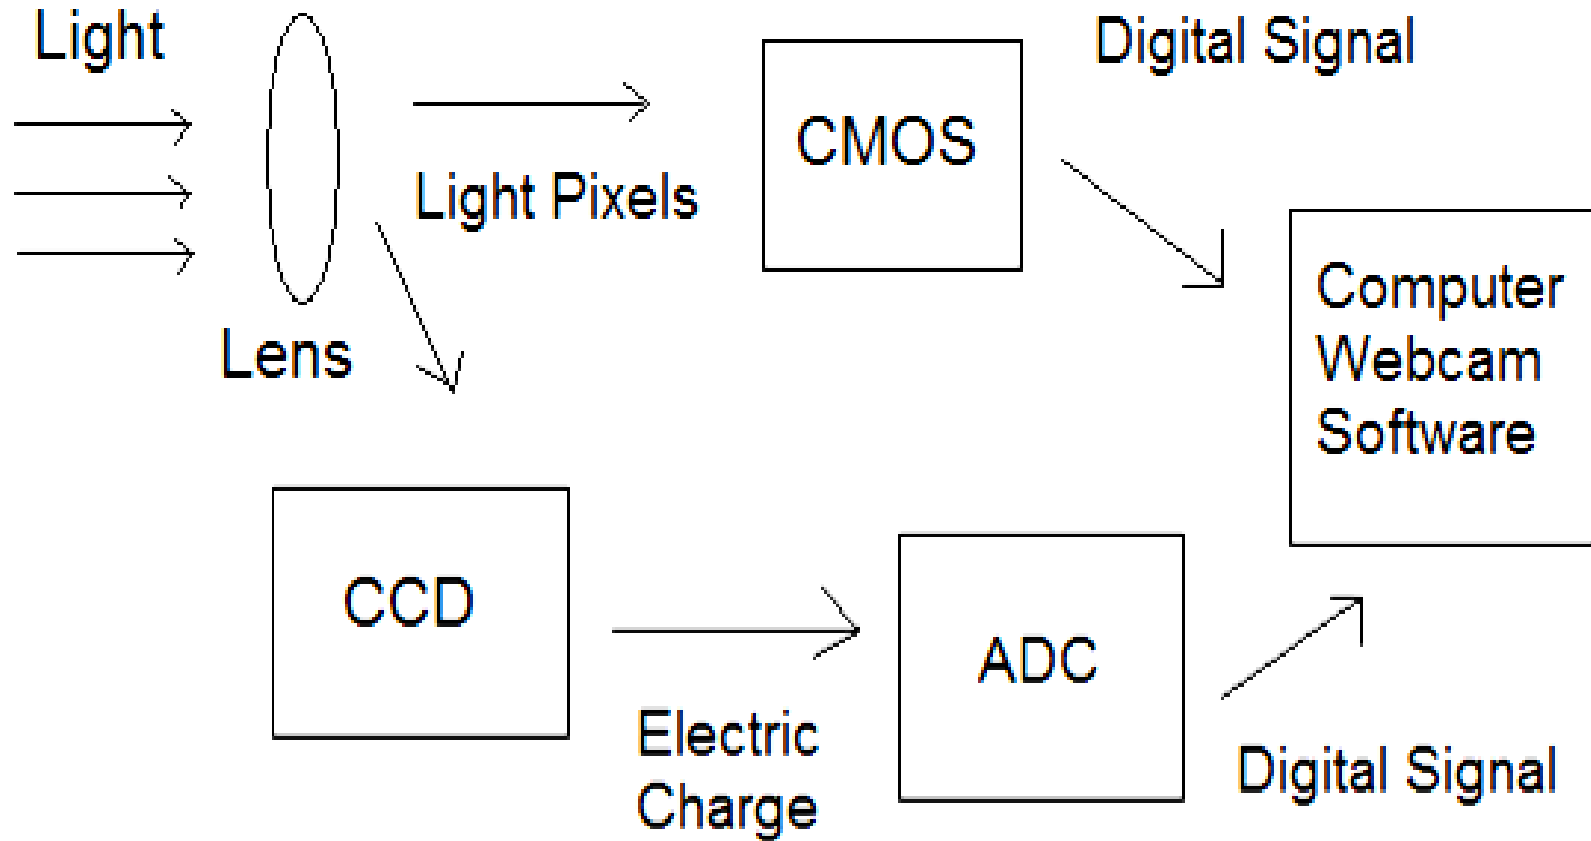 Light
Digital Signal
CMOS
Light Pixels
Lens
Computer
Webcam
Software
CCD
ADC
Electric
Charge
Digital Signal